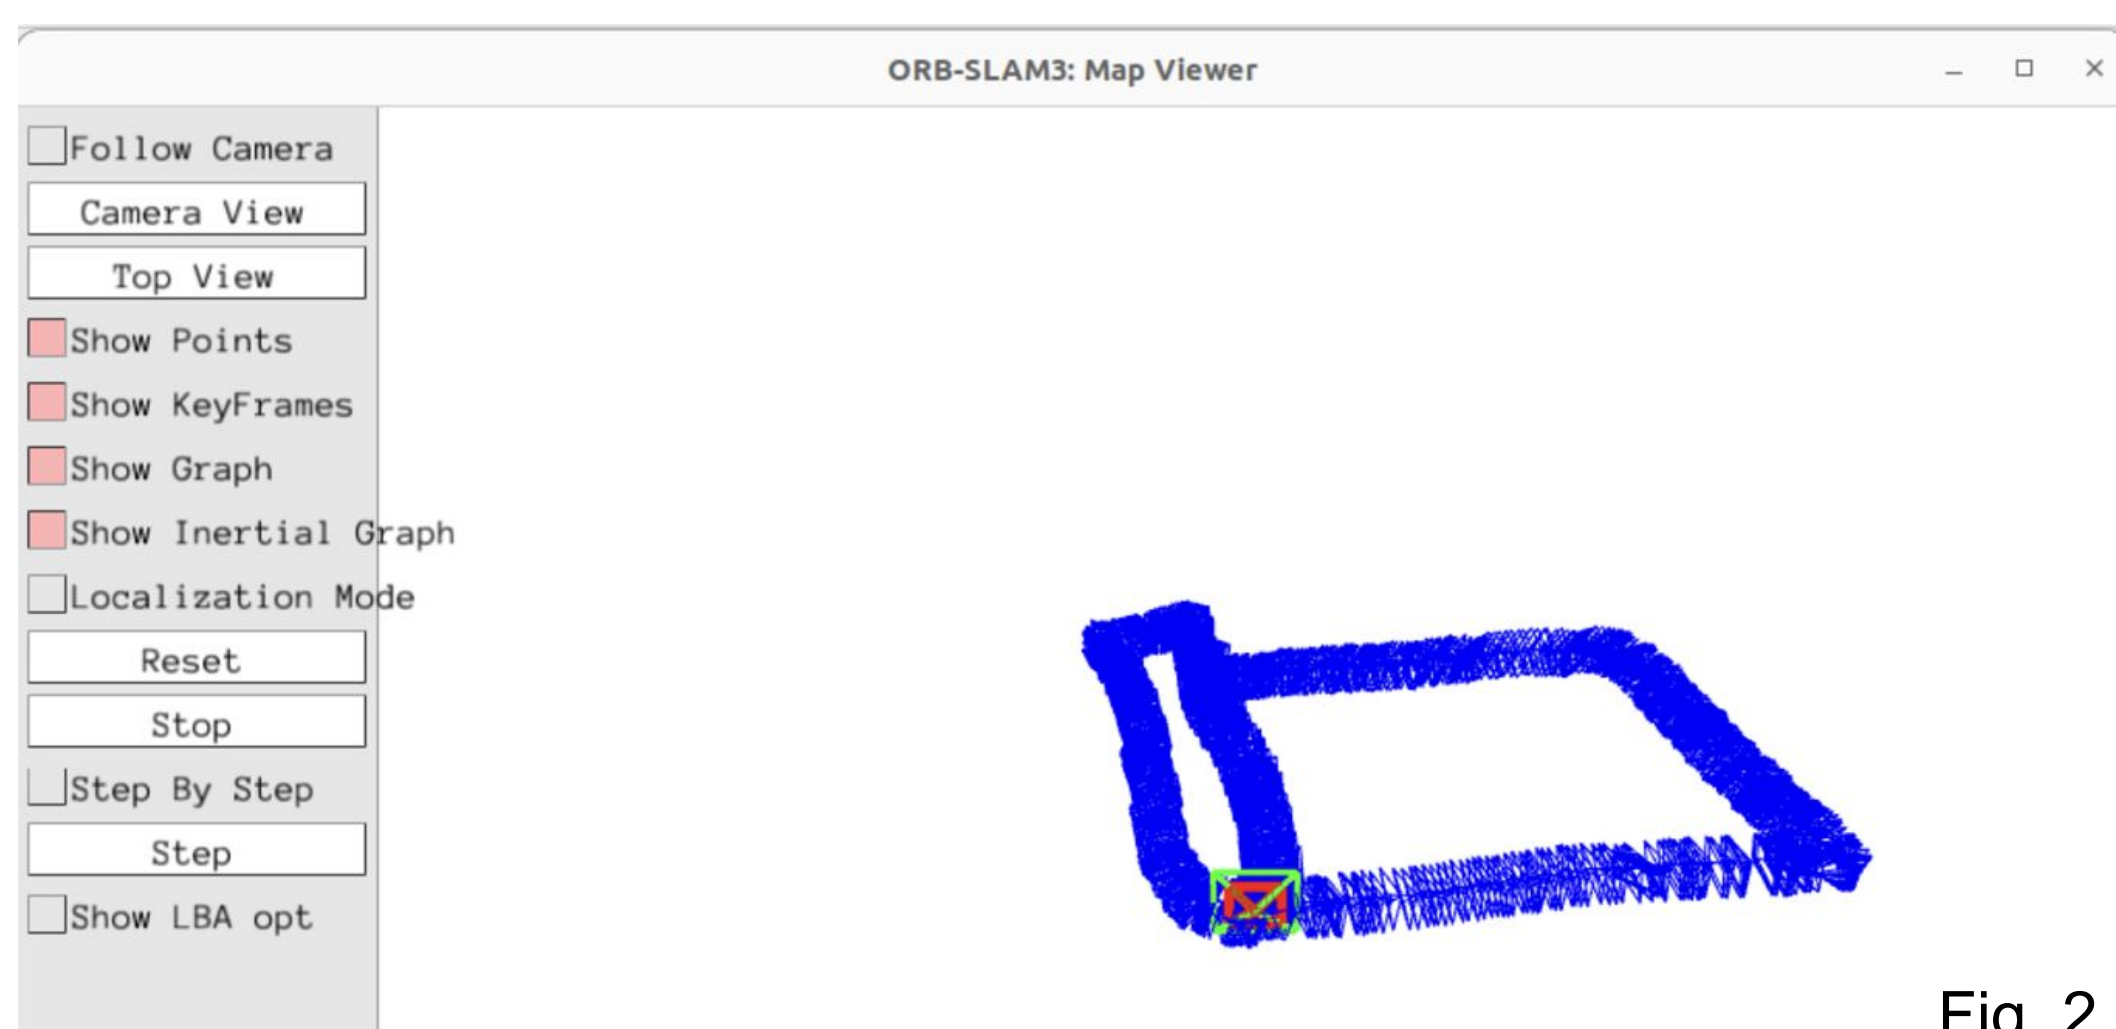 ORB-SLAM3: Map Viewer
Follow Camera
Camera View
Top View
Show Points
Show KeyFrames
Show Graph
Show Inertial Graph
Localization Mode
Reset
Stop
Step By Step
Step
Show LBA opt
Fig. 2